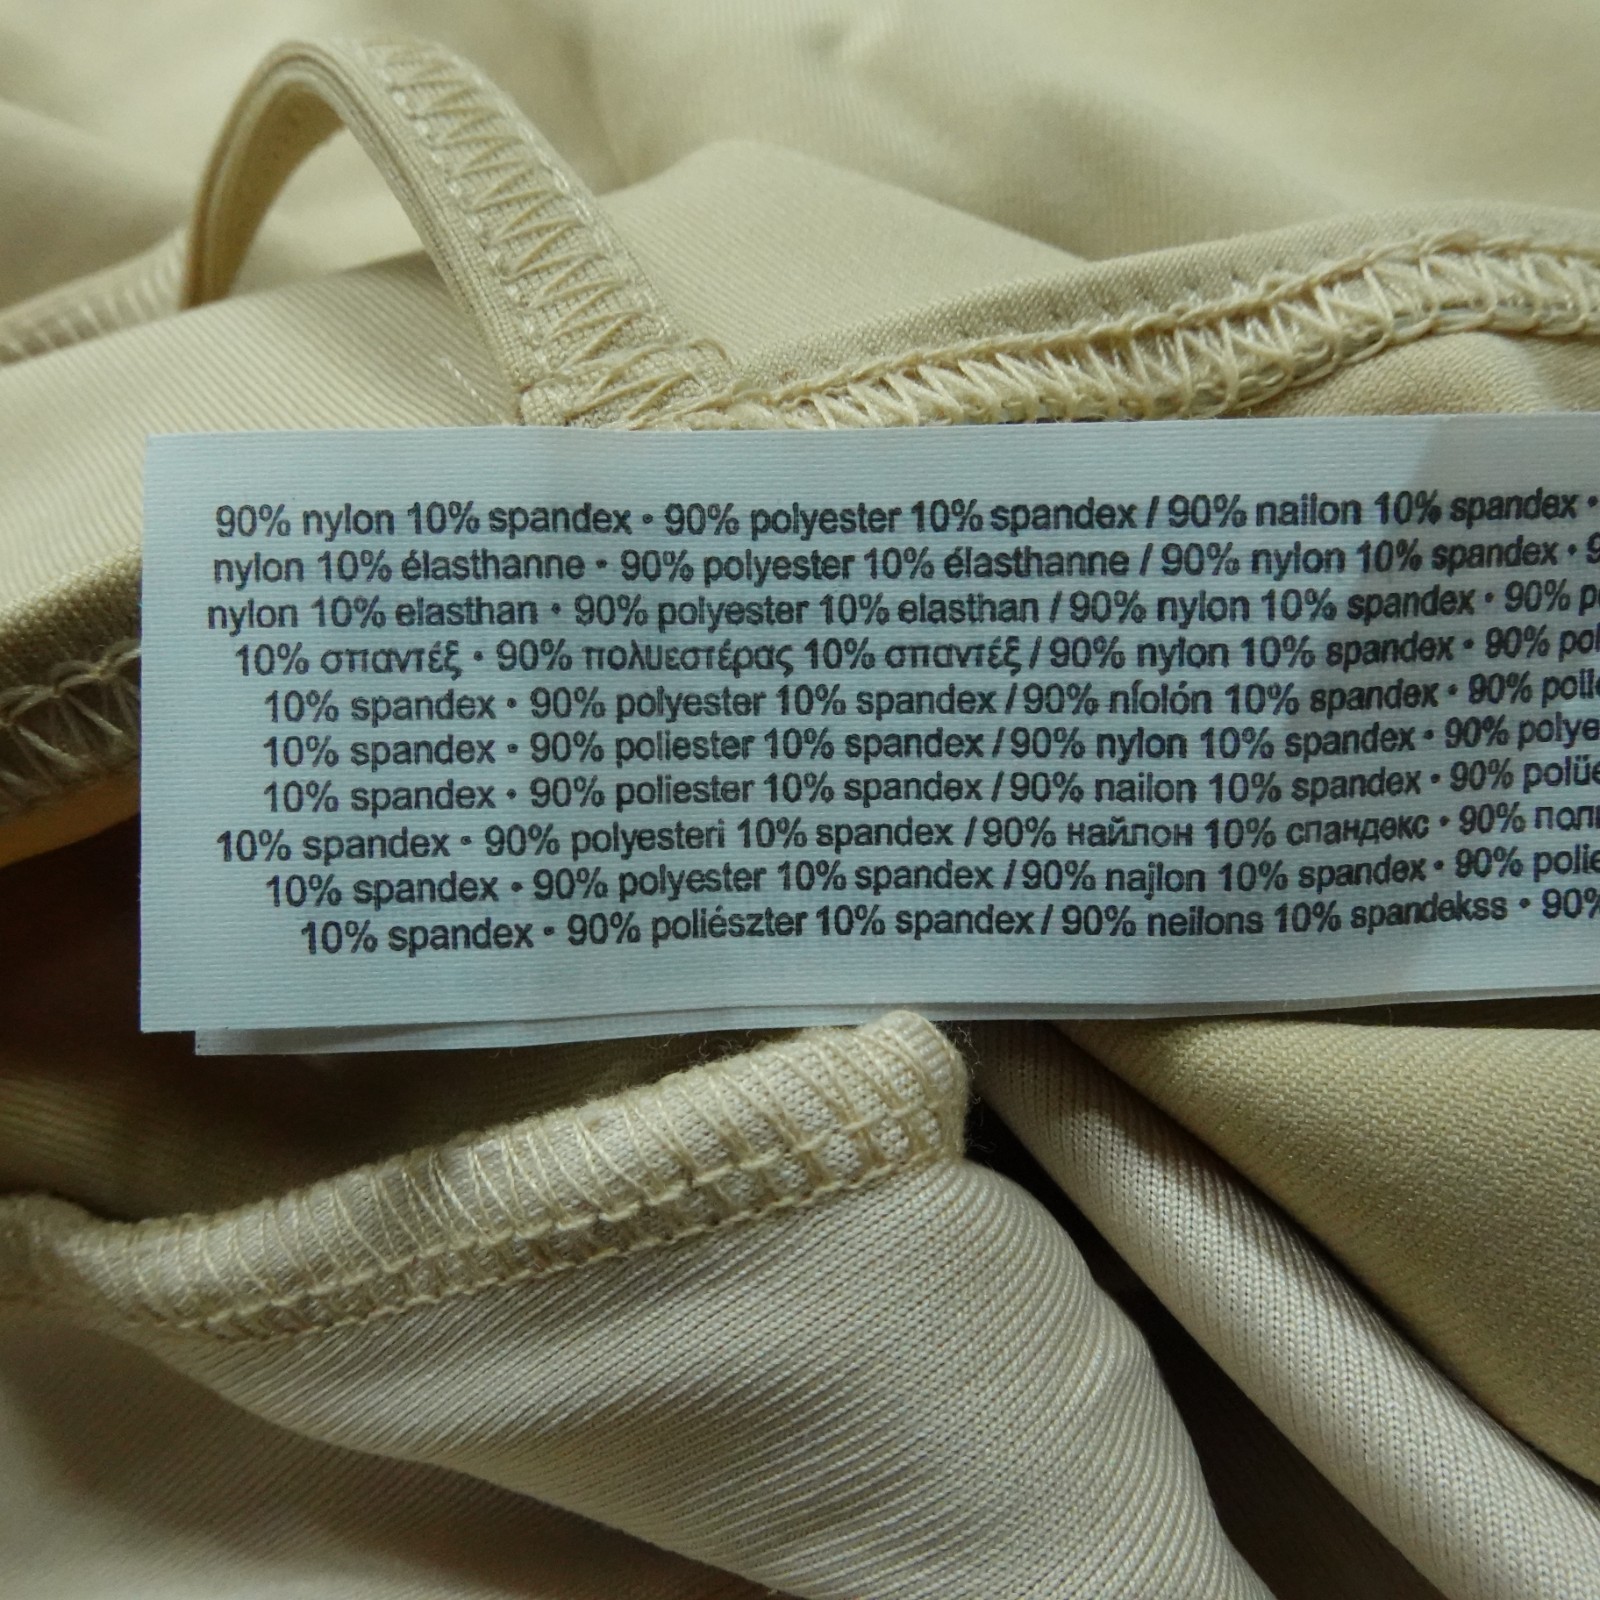 90% nylon 10% spandex • 90% polyester 10% spandex / 90% nailon 10% spandex •
nylon 10% élasthanne • 90% polyester 10% élasthanne / 90% nylon 10% spandex •
nylon 10% elasthan • 90% polyester 10% elasthan / 90% nylon 10% spandex • 90%
10% σπαντέξ • 90% πολυεστέρας 10% σπαντέξ / 90% nylon 10% spandex • 90%
10% spandex • 90% polyester 10% spandex / 90% níolón 10% spandex • 90%
10% spandex • 90% poliester 10% spandex / 90% nylon 10% spandex • 90%
10% spandex • 90% poliester 10% spandex / 90% nailon 10% spandex • 90%
10% spandex • 90% polyesteri 10% spandex / 90% найлон 10% спандекс • 90%
10% spandex • 90% polyester 10% spandex / 90% najlon 10% spandex • 90%
10% spandex • 90% poliészter 10% spandex / 90% neilons 10% spandekss • 90%